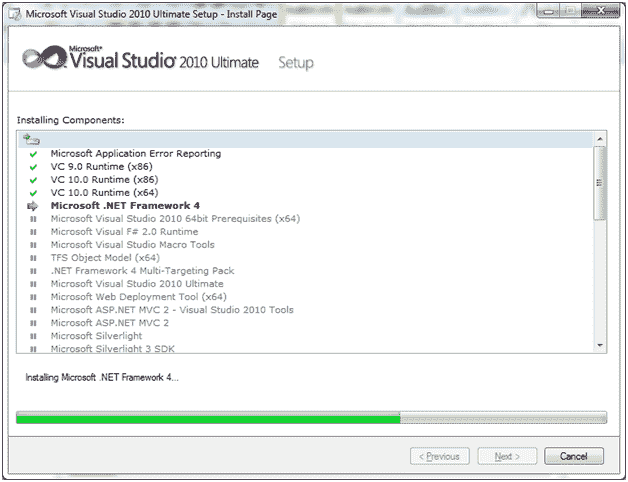 Microsoft Visual Studio 2010 Ultimate Setup - Install Page
Microsoft®
Visual Studio® 2010 Ultimate Setup
Installing Components:
Microsoft Application Error Reporting
VC 9.0 Runtime (x86)
VC 10.0 Runtime (x86)
VC 10.0 Runtime (x64)
Microsoft .NET Framework 4
Microsoft Visual Studio 2010 64bit Prerequisites (x64)
Microsoft Visual F# 2.0 Runtime
Microsoft Visual Studio Macro Tools
TFS Object Model (x64)
.NET Framework 4 Multi-Targeting Pack
Microsoft Visual Studio 2010 Ultimate
Microsoft Web Deployment Tool (x64)
Microsoft ASP.NET MVC 2 - Visual Studio 2010 Tools
Microsoft ASP.NET MVC 2
Microsoft Silverlight
Microsoft Silverlight 3 SDK
Installing Microsoft .NET Framework 4...
< Previous Next > Cancel